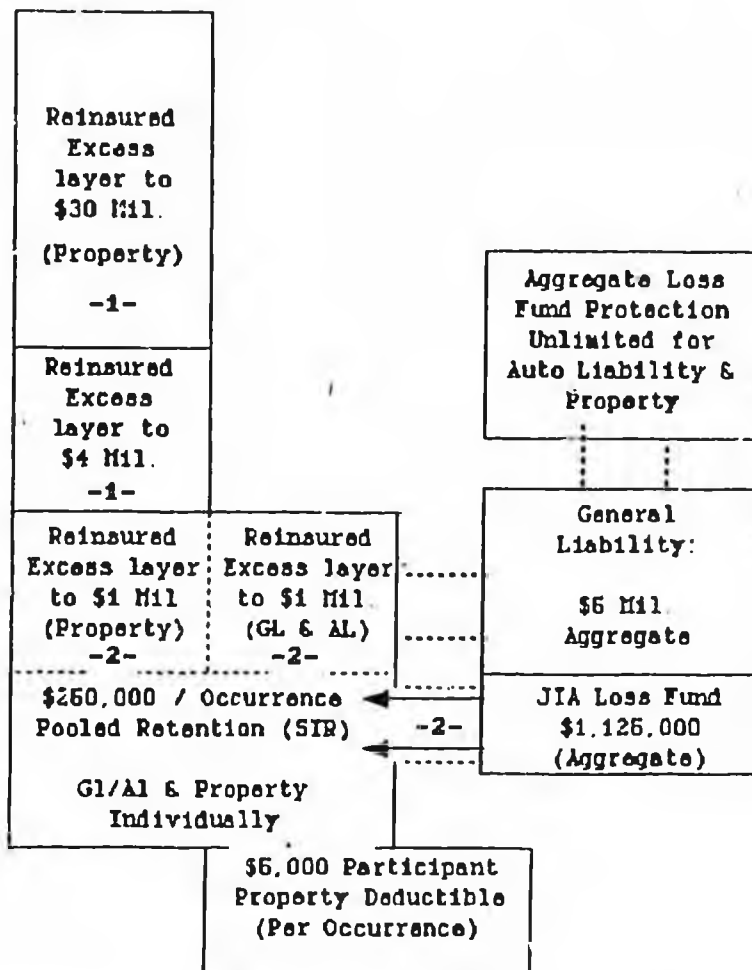 Reinsured
Excess
layer to
$30 Mil.
(Property)
-1-
Reinsured
Excess
layer to
$4 Mil.
-1-
Reinsured
Excess layer
to $1 Mil
(Property)
-2-
Reinsured
Excess layer
to $1 Mil.
(GL & AL)
-2-
$250,000 / Occurrence
Pooled Retention (SIR)
Gl/Al & Property
Individually
-2-
Aggregate Loss
Fund Protection
Unlimited for
Auto Liability &
Property
General
Liability:
$5 Mil
Aggregate
JIA Loss Fund
$1,125,000
(Aggregate)
$5,000 Participant
Property Deductible
(Per Occurrence)